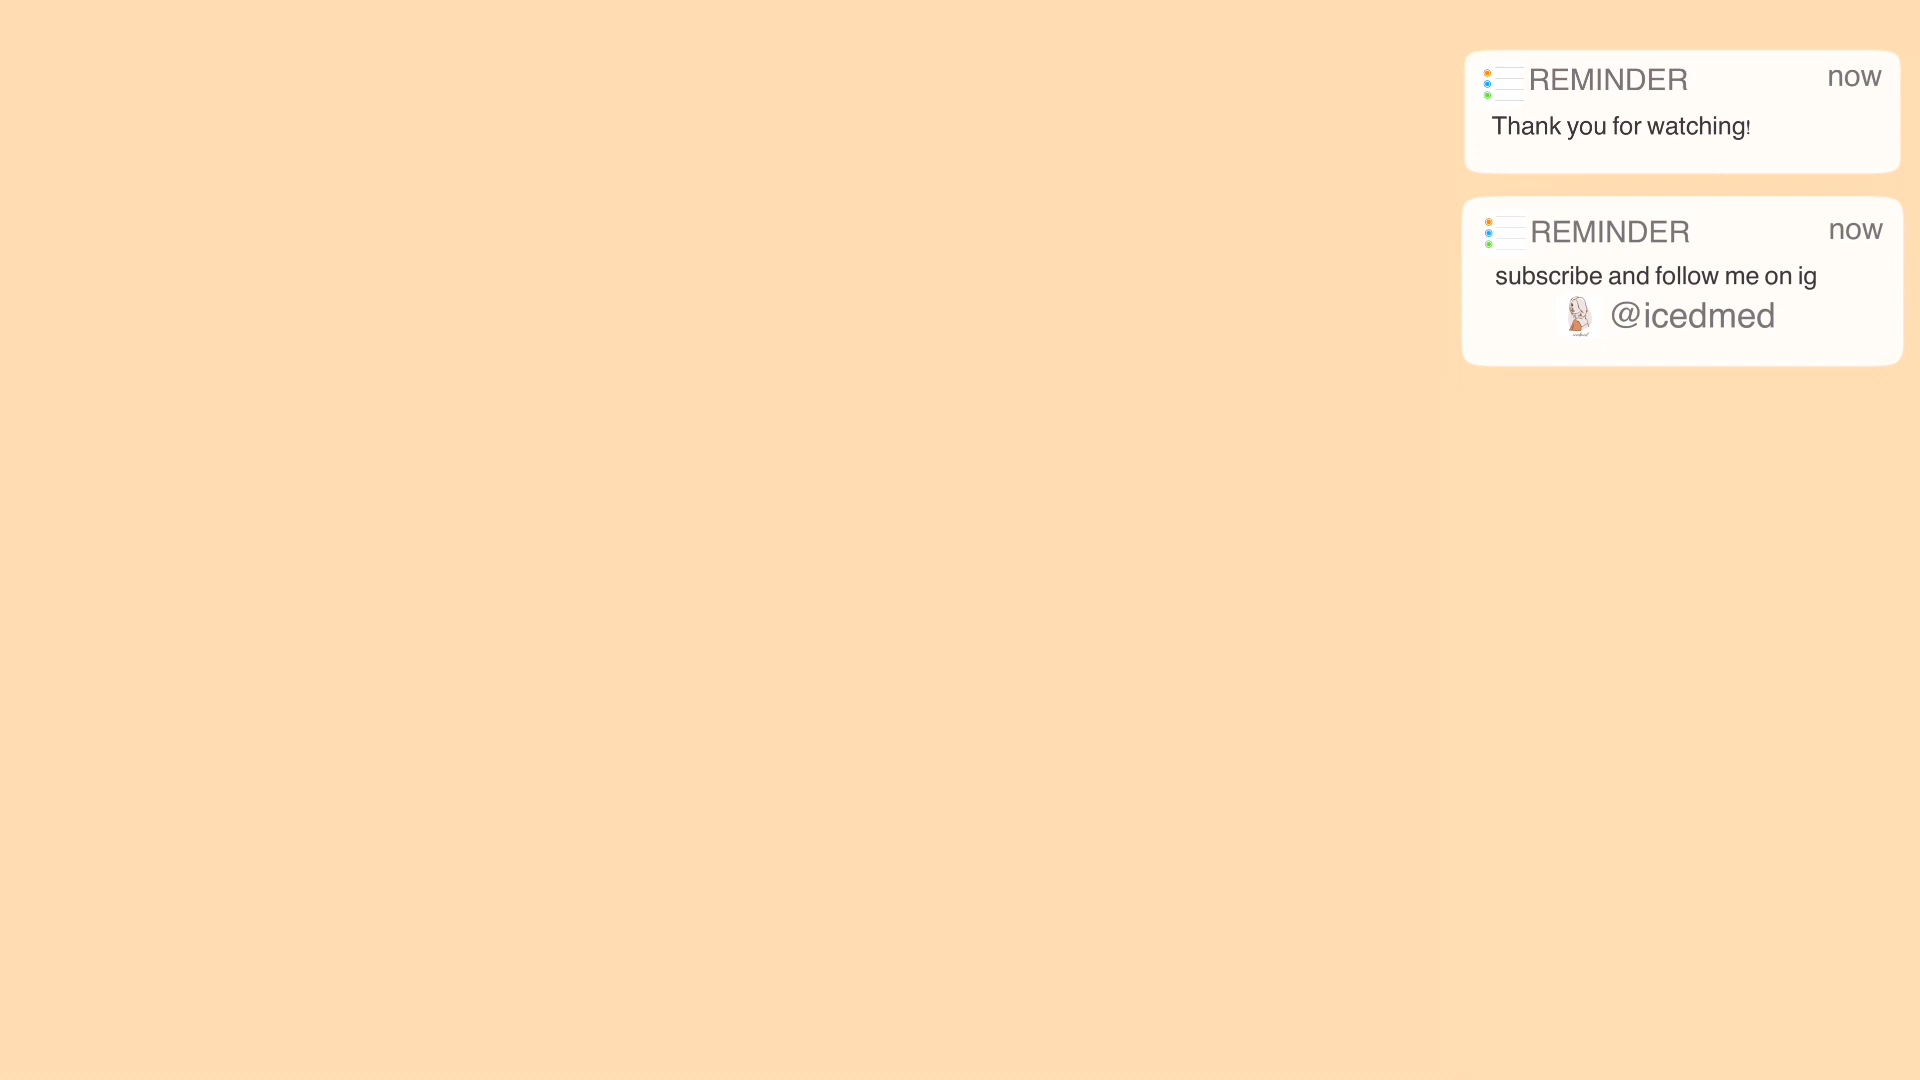 REMINDER now
Thank you for watching!
REMINDER now
subscribe and follow me on ig
@icedmed